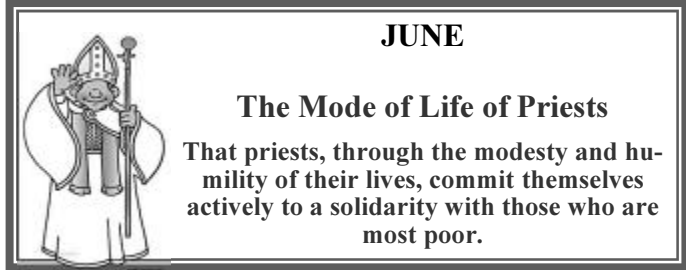 JUNE
The Mode of Life of Priests
That priests, through the modesty and hu-
mility of their lives, commit themselves
actively to a solidarity with those who are
most poor.